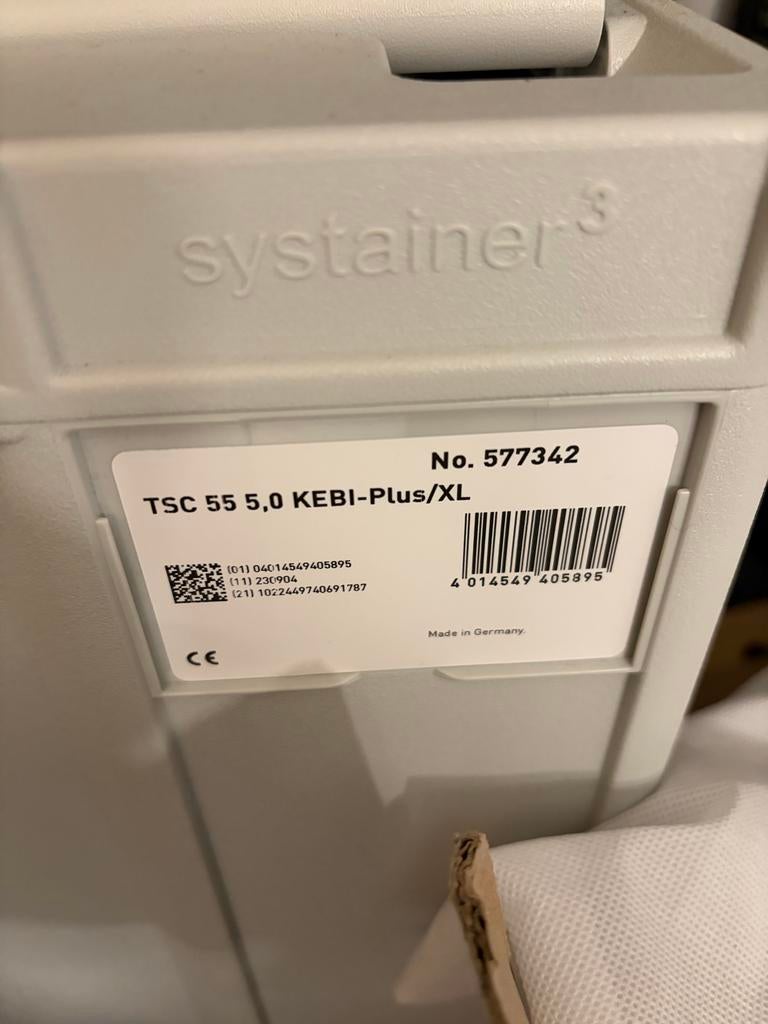 systainer³
No. 577342
TSC 55 5,0 KEBI-Plus/XL
(01) 04014549405895
(11) 230904
(21) 1022449740691787
4 014549 405895
Made in Germany.
CE